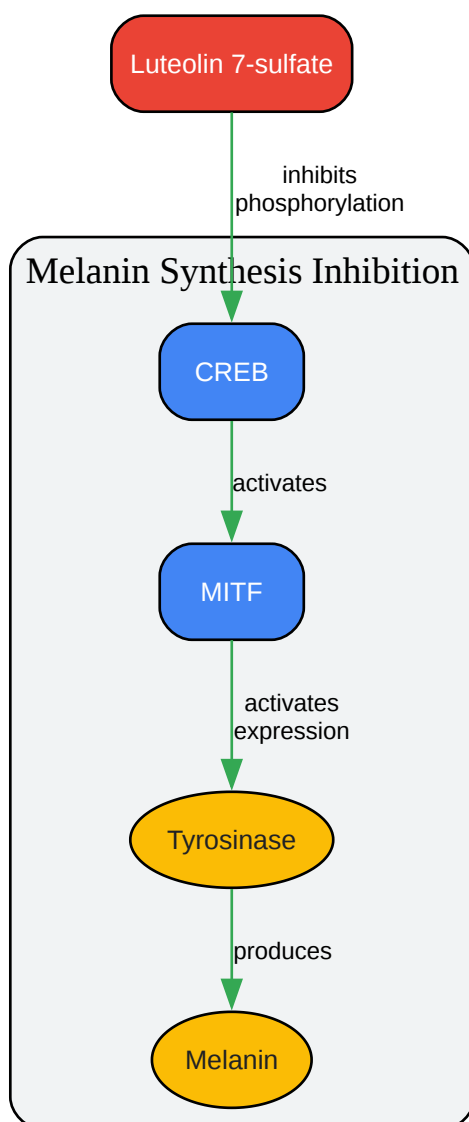 Luteolin 7-sulfate
inhibits
phosphorylation
Melanin Synthesis Inhibition
CREB
activates
MITF
activates
expression
Tyrosinase
produces
Melanin